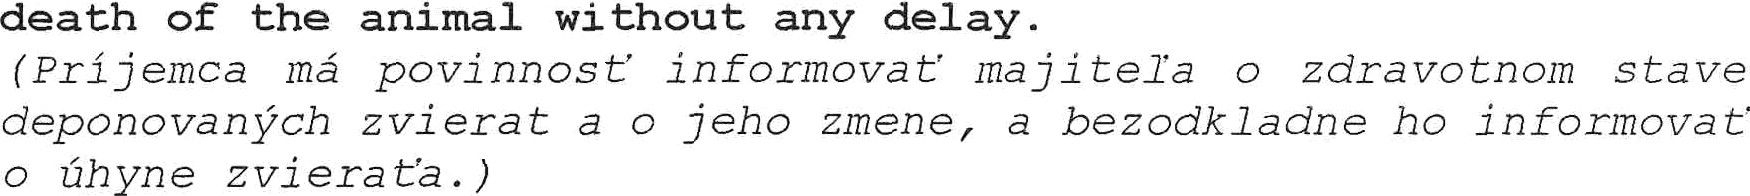 death of the animal without any delay.
(Príjemca má povinnosť informovať majiteľa o zdravotnom stave
deponovaných zvierat a o jeho zmene, a bezodkladne ho informovať
o úhyne zvieraťa.)